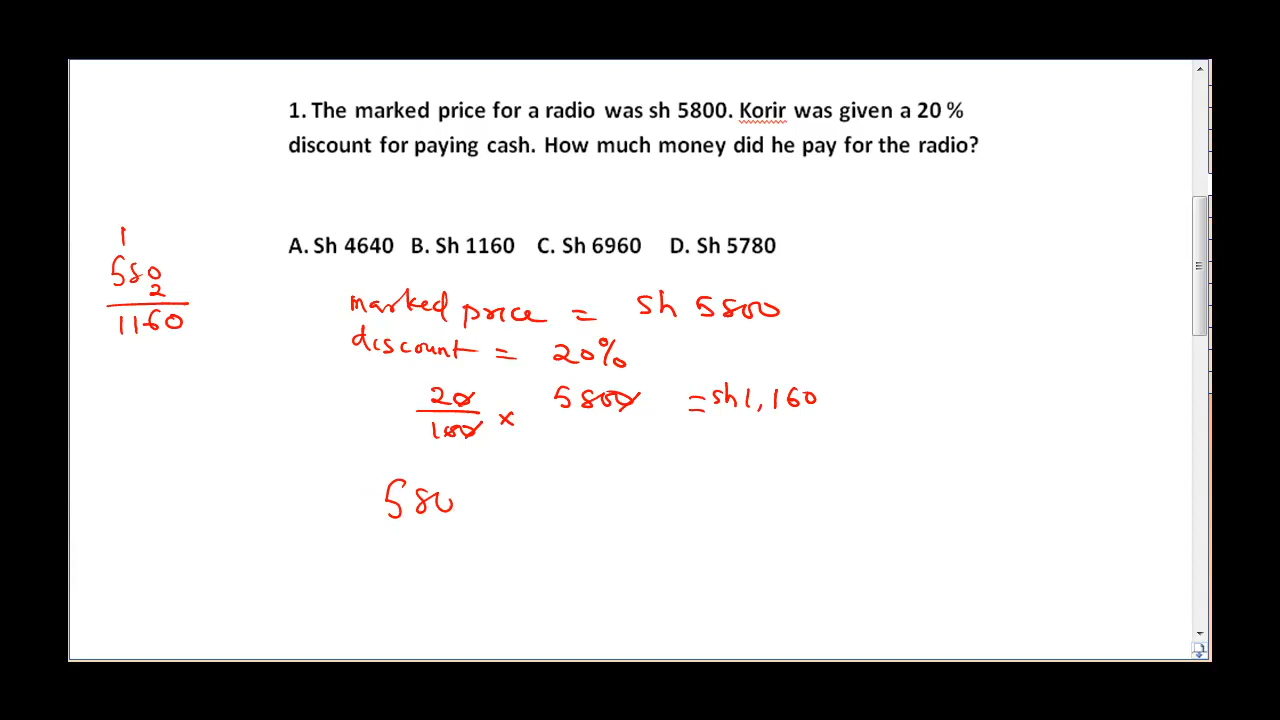 1. The marked price for a radio was sh 5800. Korir was given a 20 %
discount for paying cash. How much money did he pay for the radio?
A. Sh 4640 B. Sh 1160 C. Sh 6960 D. Sh 5780
1
580
2
1160
marked price = sh 5800
discount = 20%
20
100
× 5800 = sh 1,160
580